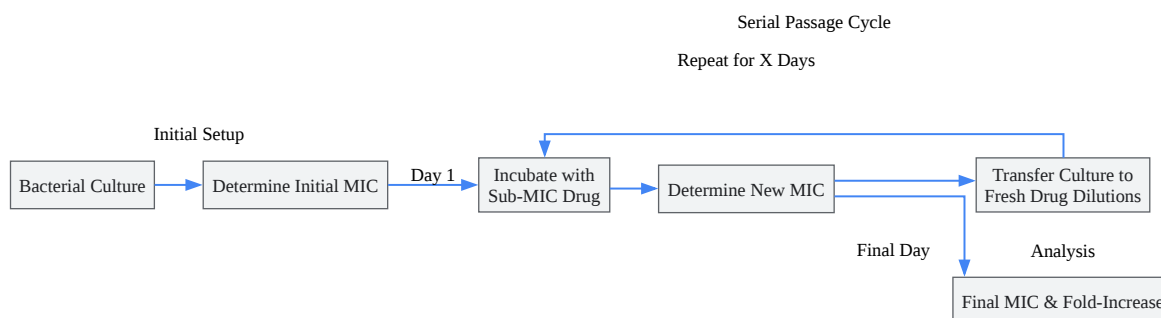 Serial Passage Cycle
Repeat for X Days
Initial Setup
Bacterial Culture
Determine Initial MIC
Day 1
Incubate with
Sub-MIC Drug
Determine New MIC
Transfer Culture to
Fresh Drug Dilutions
Final Day
Analysis
Final MIC & Fold-Increase